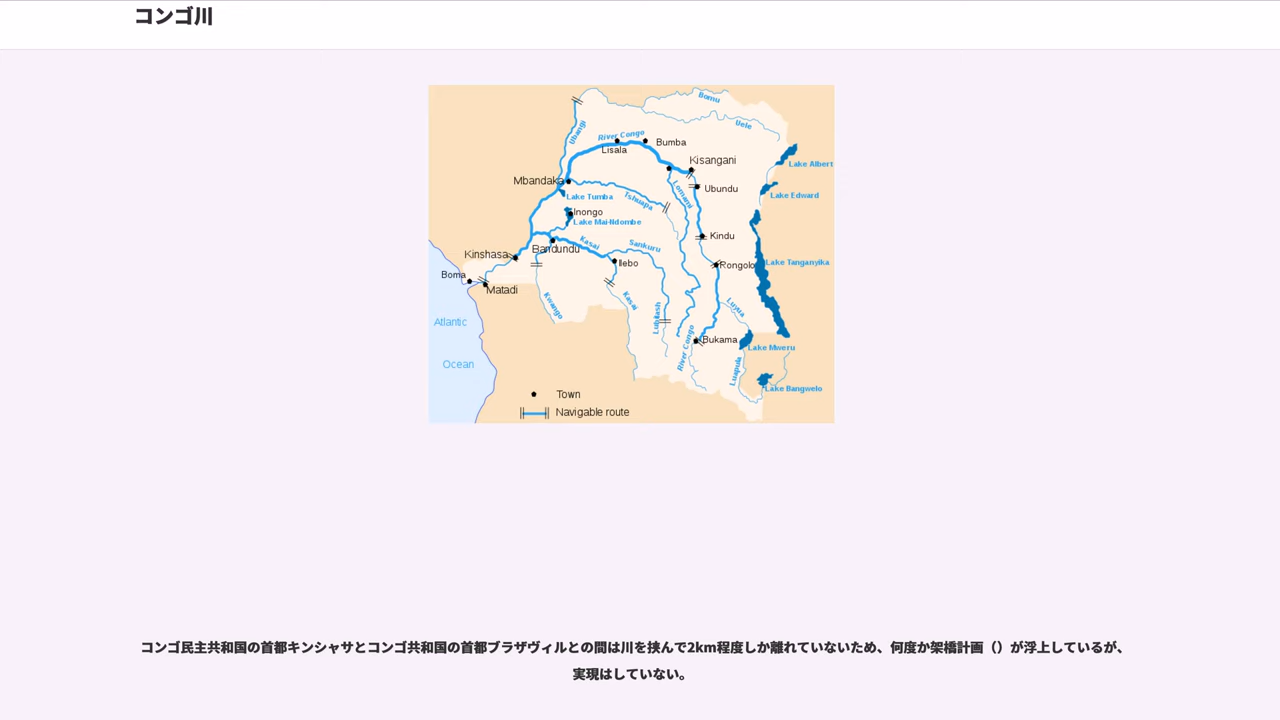 コンゴ川
Bomu
Uele
Ubangi
River Congo
Lisala
Bumba
Kisangani
Lake Albert
Mbandaka
Ubundu
Lomami
Lake Edward
Lake Tumba
Tshuapa
Inongo
Lake Mai-Ndombe
Kindu
Bandundu
Kasai
Sankuru
Kinshasa
Ilebo
Rongolo
Lake Tanganyika
Boma
Matadi
Kwango
Kasai
Lubilash
Luvua
Atlantic
Ocean
River Congo
Bukama
Lake Mweru
Luapula
Lake Bangwelo
Town
Navigable route
コンゴ民主共和国の首都キンシャサとコンゴ共和国の首都ブラザヴィルとの間は川を挟んで2km程度しか離れていないため、何度か架橋計画（）が浮上しているが、
実現はしていない。